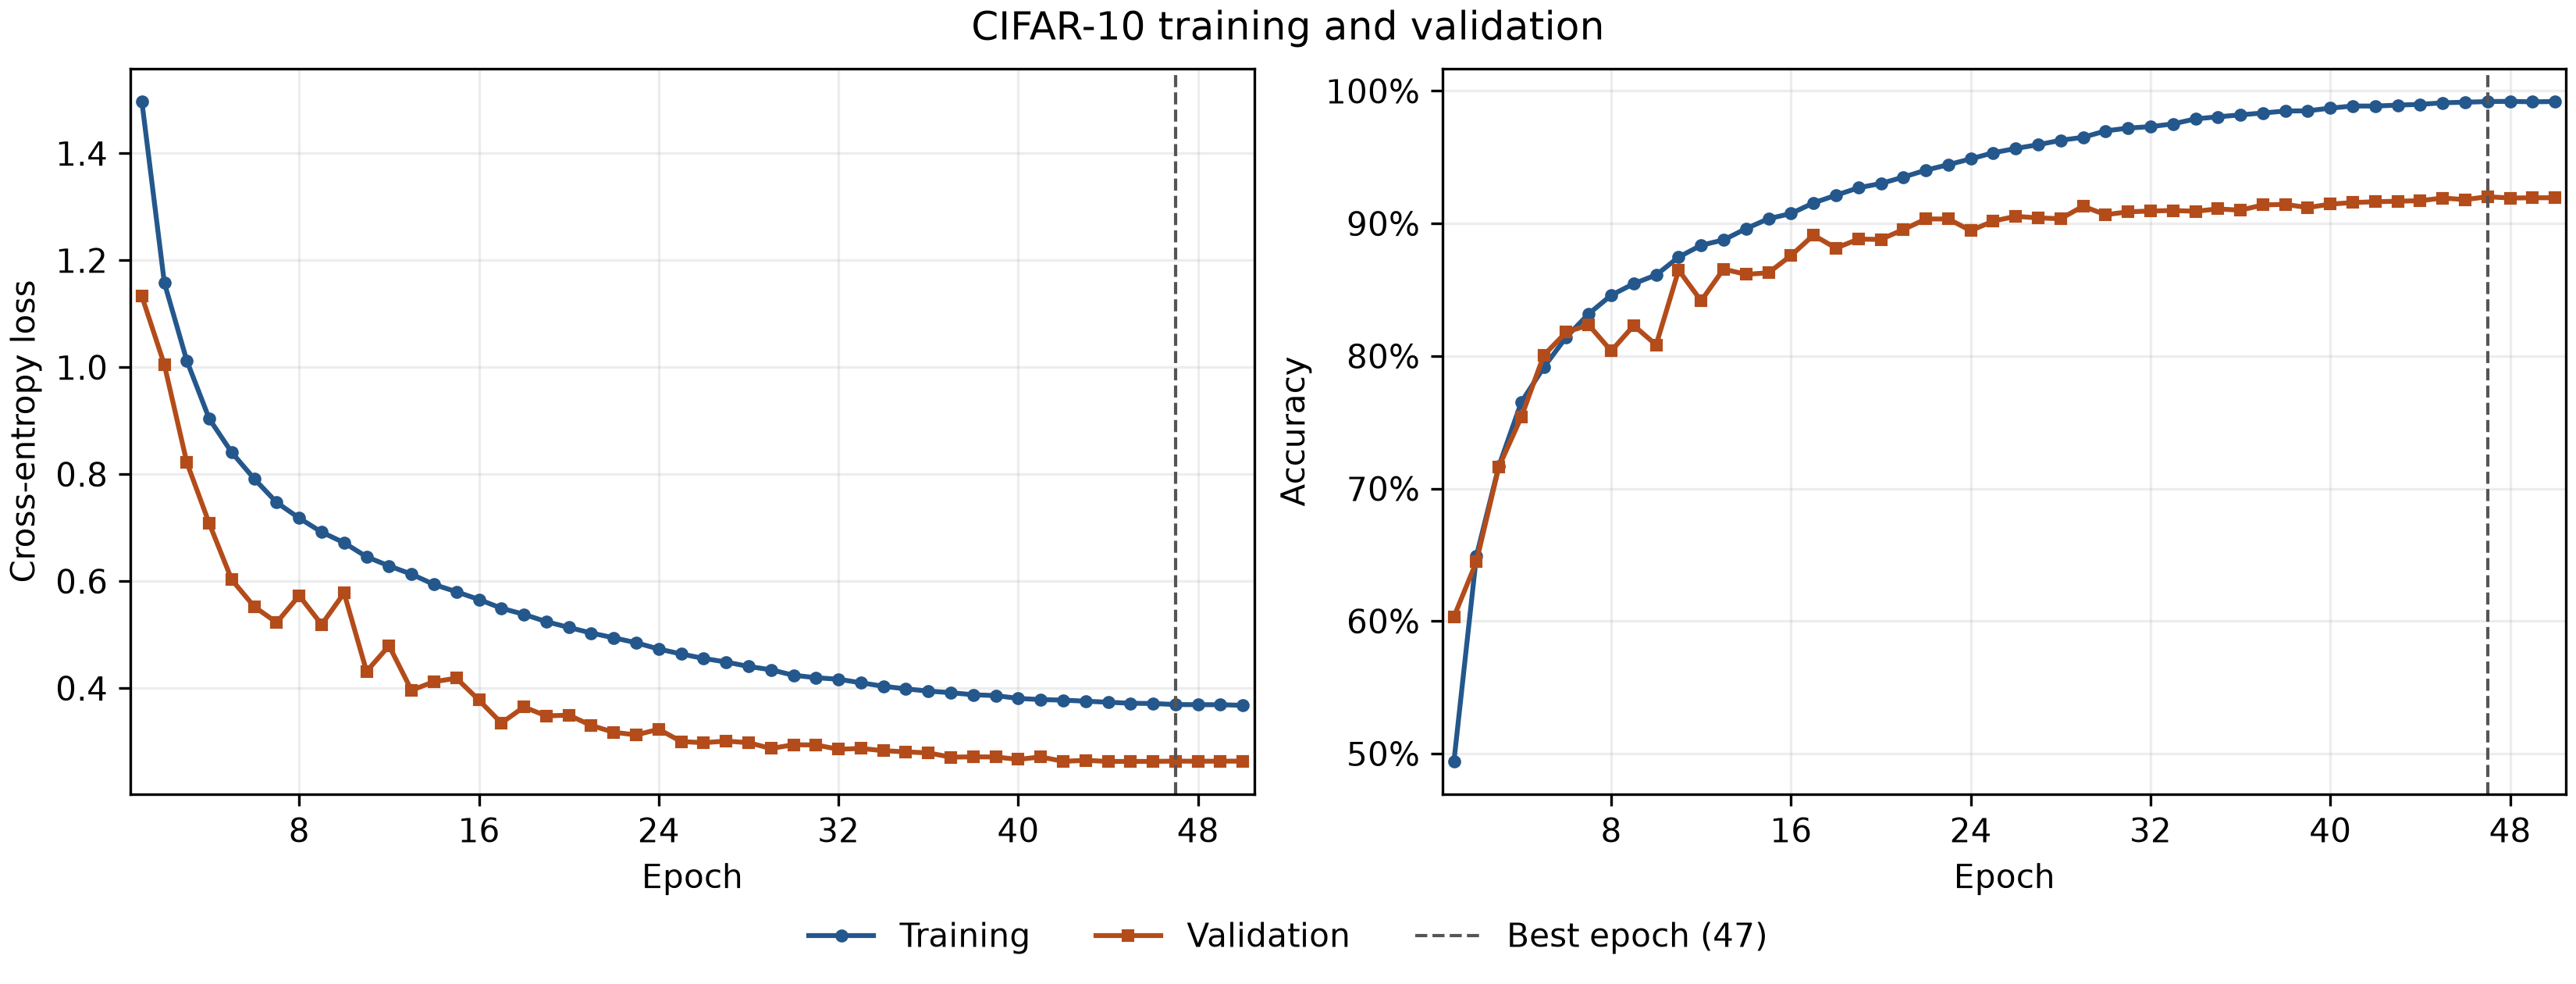 CIFAR-10 training and validation
Cross-entropy loss
1.4
1.2
1.0
0.8
0.6
0.4
8 16 24 32 40 48
Epoch
Accuracy
100%
90%
80%
70%
60%
50%
8 16 24 32 40 48
Epoch
Training Validation Best epoch (47)